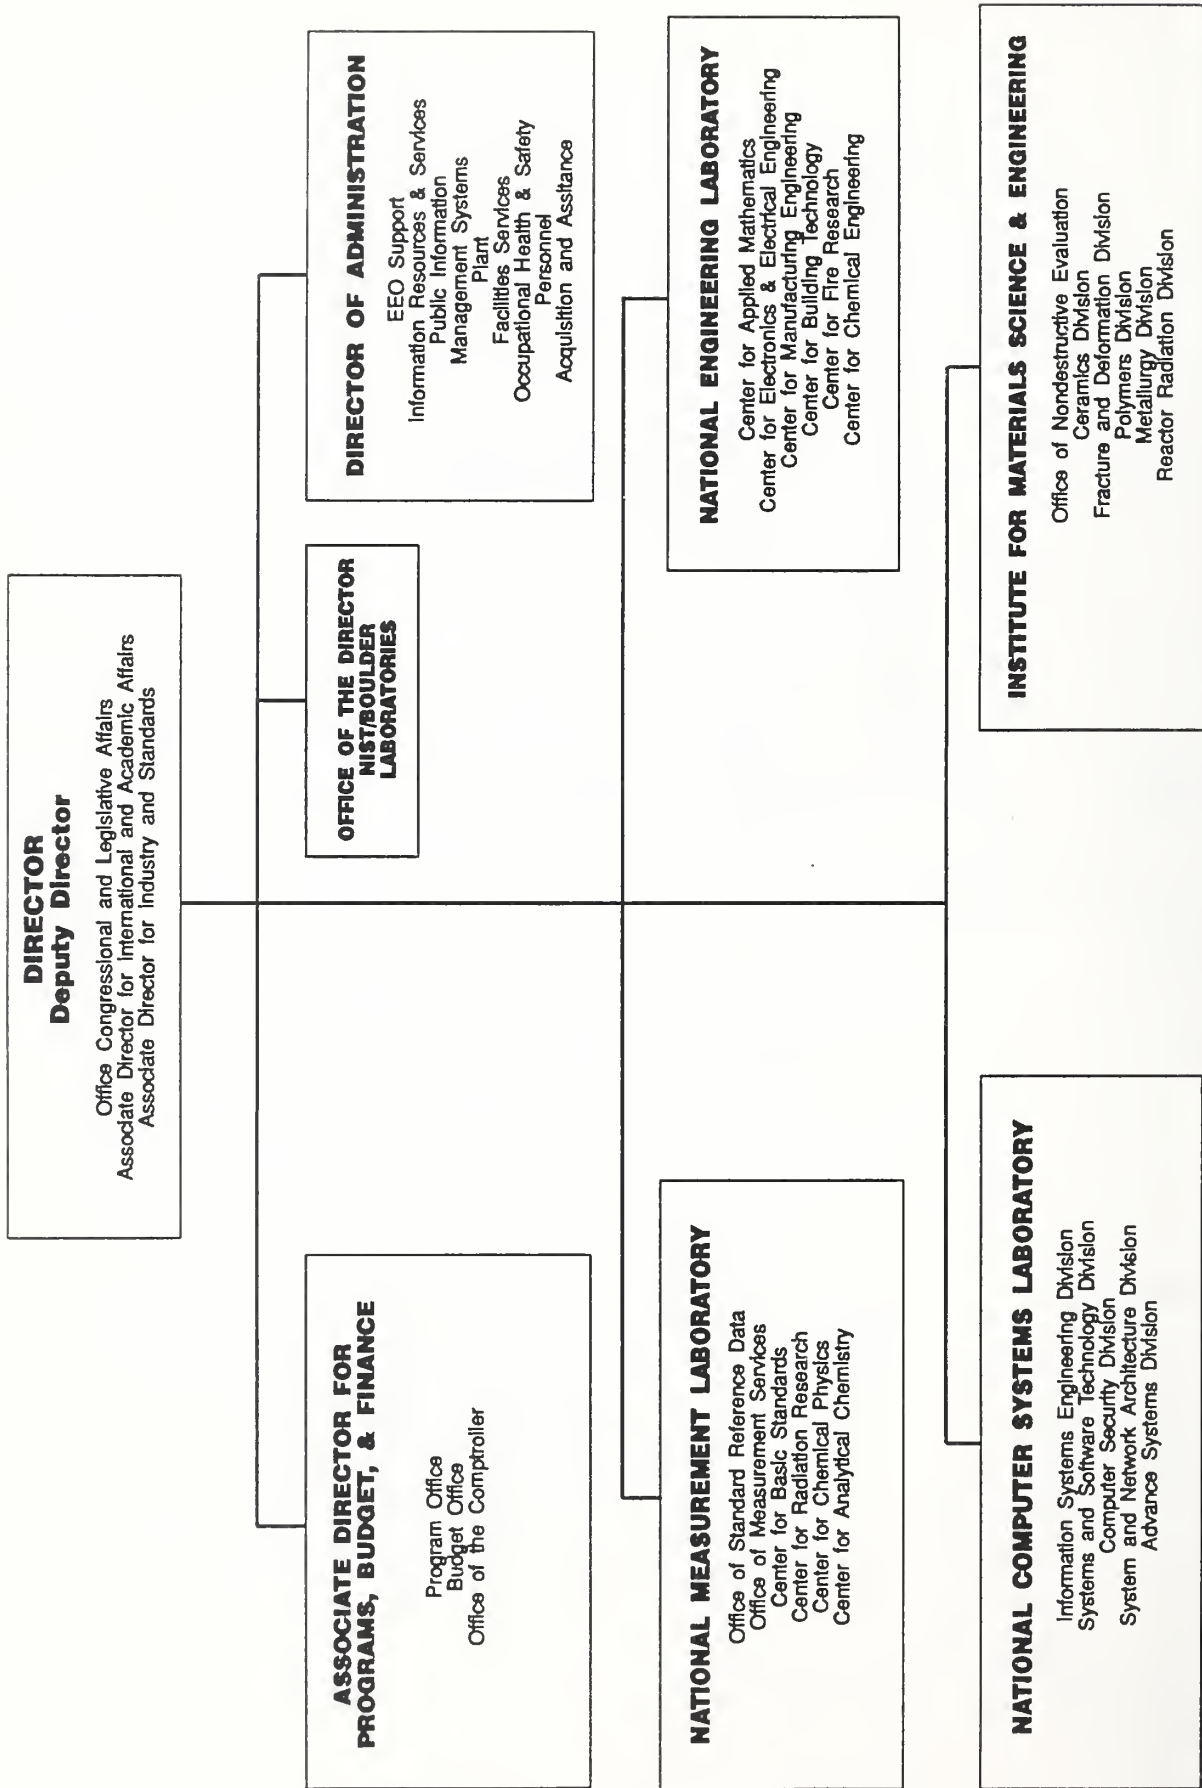 DIRECTOR
Deputy Director
Office Congressional and Legislative Affairs
Associate Director for International and Academic Affairs
Associate Director for Industry and Standards
ASSOCIATE DIRECTOR FOR
PROGRAMS, BUDGET, & FINANCE
Program Office
Budget Office
Office of the Comptroller
OFFICE OF THE DIRECTOR
NIST/BOULDER
LABORATORIES
DIRECTOR OF ADMINISTRATION
EEO Support
Information Resources & Services
Public Information
Management Systems
Plant
Facilities Services
Occupational Health & Safety
Personnel
Acquisition and Assitance
NATIONAL MEASUREMENT LABORATORY
Office of Standard Reference Data
Office of Measurement Services
Center for Basic Standards
Center for Radiation Research
Center for Chemical Physics
Center for Analytical Chemistry
NATIONAL ENGINEERING LABORATORY
Center for Applied Mathematics
Center for Electronics & Electrical Engineering
Center for Manufacturing Engineering
Center for Building Technology
Center for Fire Research
Center for Chemical Engineering
NATIONAL COMPUTER SYSTEMS LABORATORY
Information Systems Engineering Division
Systems and Software Technology Division
Computer Security Division
System and Network Architecture Division
Advance Systems Division
INSTITUTE FOR MATERIALS SCIENCE & ENGINEERING
Office of Nondestructive Evaluation
Ceramics Division
Fracture and Deformation Division
Polymers Division
Metallurgy Division
Reactor Radiation Division